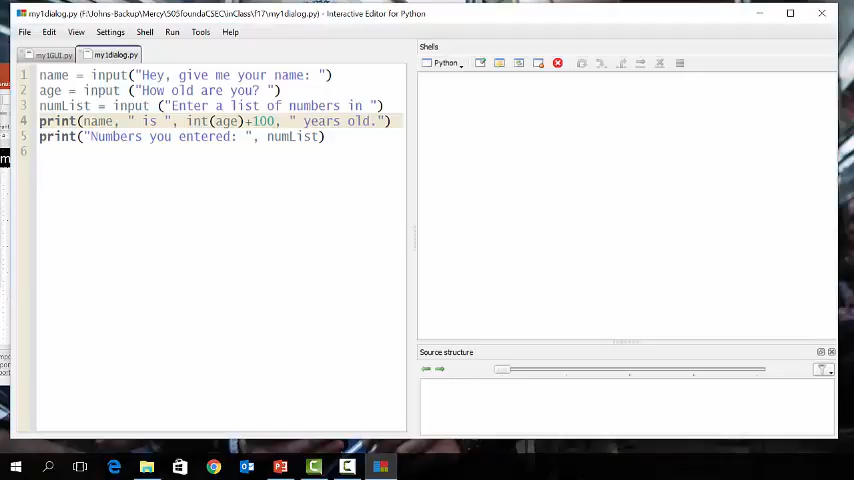 my1dialog.py (F:\Johns-Backup\Mercy\505foundaCSEC\inClass\f17\my1dialog.py) - Interactive Editor for Python
File Edit View Settings Shell Run Tools Help
my1GUI.py my1dialog.py
1 name = input("Hey, give me your name: ")
2 age = input ("How old are you? ")
3 numList = input ("Enter a list of numbers in ")
4 print(name, " is ", int(age)+100, " years old.")
5 print("Numbers you entered: ", numList)
6
Shells
Python
Source structure